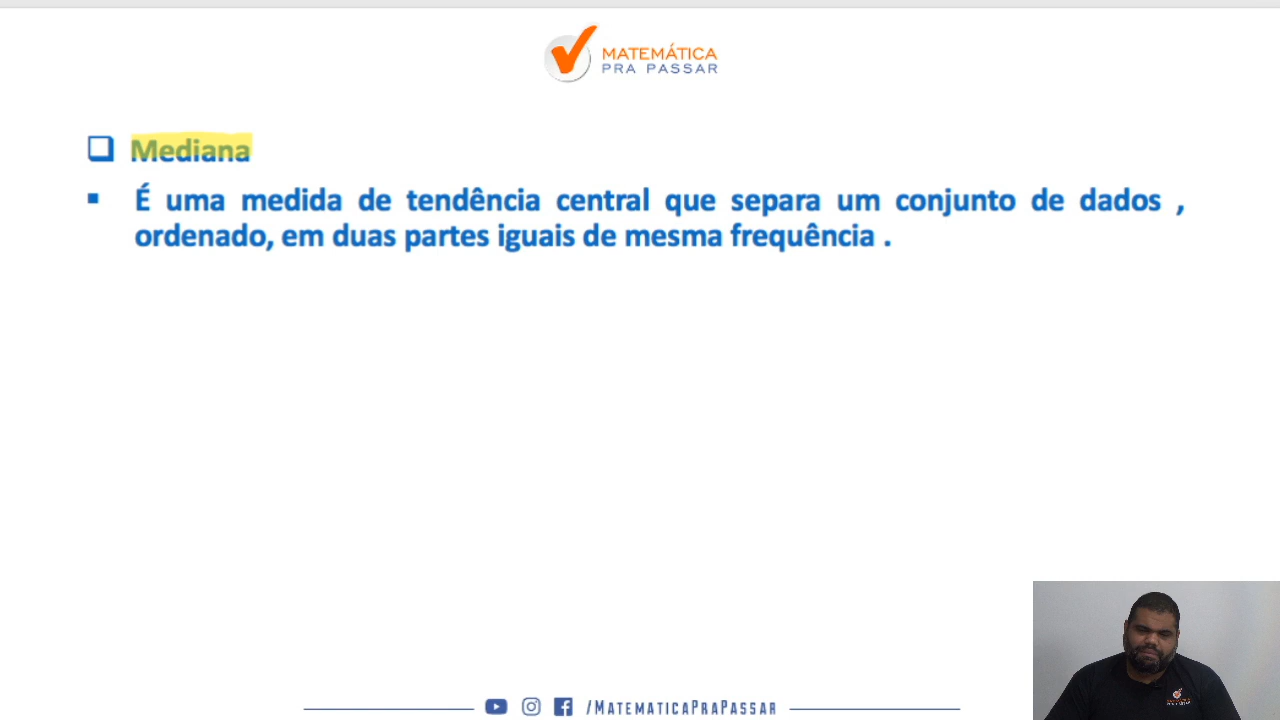 MATEMÁTICA
PRA PASSAR
Mediana
É uma medida de tendência central que separa um conjunto de dados ,
ordenado, em duas partes iguais de mesma frequência .
/MATEMATICAPRAPASSAR